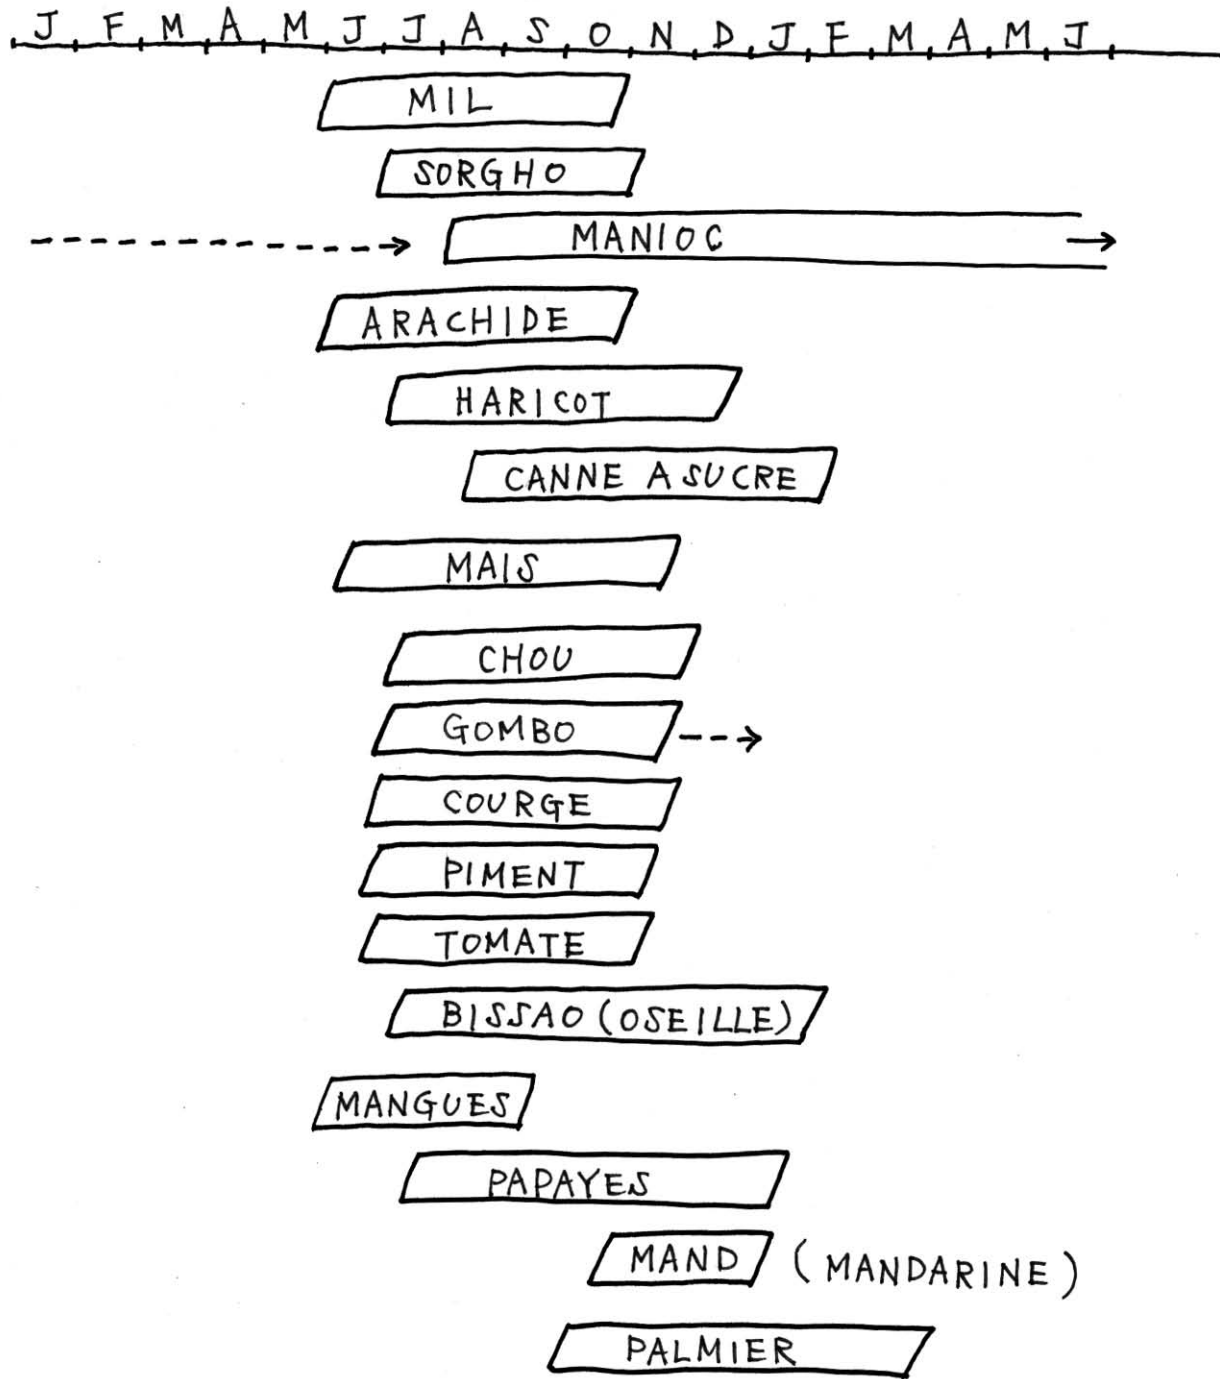 J F M A M J J A S O N D J F M A M J
MIL
SORGHO
MANIOC
ARACHIDE
HARICOT
CANNE A SUCRE
MAIS
CHOU
GOMBO
COURGE
PIMENT
TOMATE
BISSAO (OSEILLE)
MANGUES
PAPAYES
MAND (MANDARINE)
PALMIER